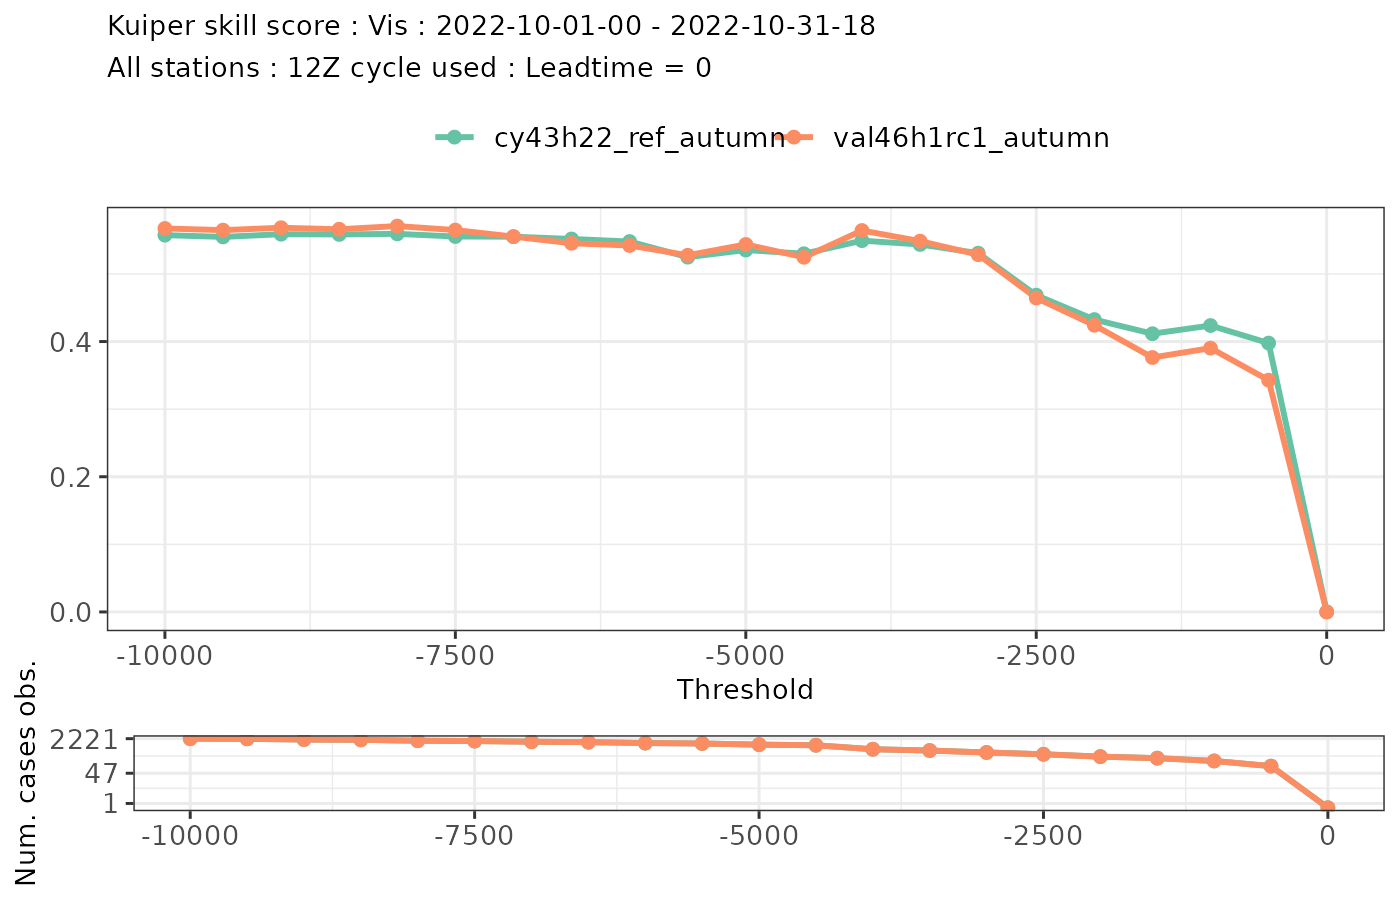 Kuiper skill score : Vis : 2022-10-01-00 - 2022-10-31-18
All stations : 12Z cycle used : Leadtime = 0
cy43h22_ref_autumn val46h1rc1_autumn
0.4
0.2
0.0
-10000 -7500 -5000 -2500 0
Threshold
Num. cases obs.
2221
47
1
-10000 -7500 -5000 -2500 0